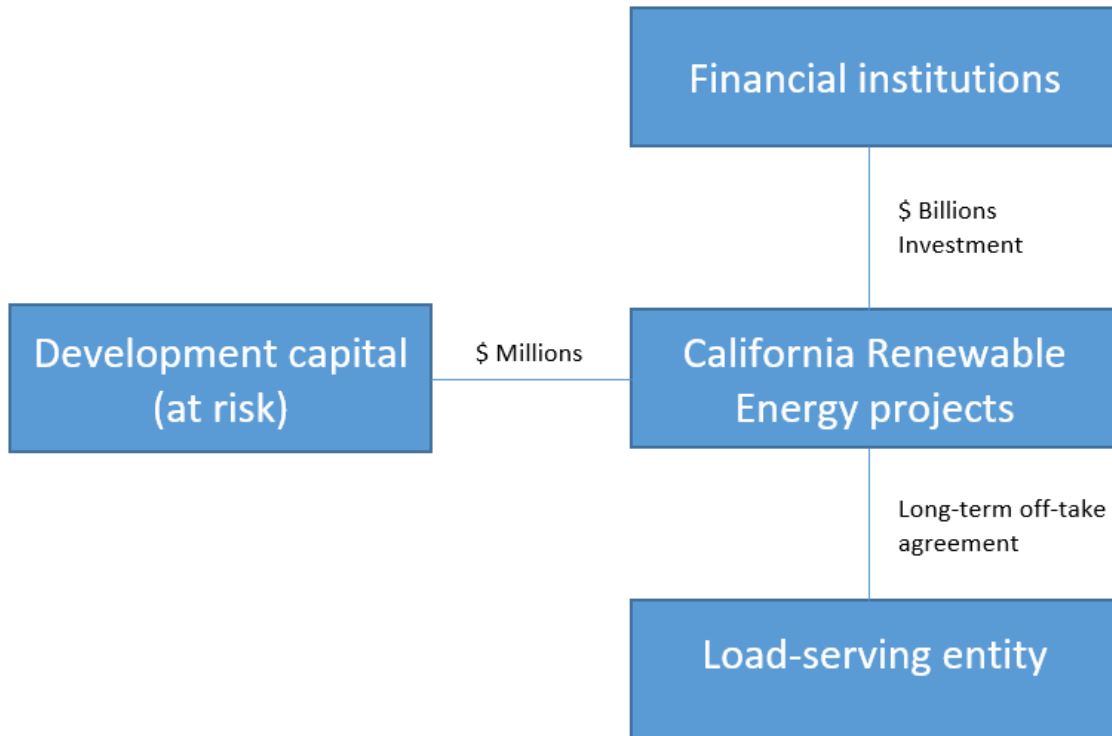 Financial institutions
$ Billions
Investment
Development capital
(at risk)
$ Millions
California Renewable
Energy projects
Long-term off-take
agreement
Load-serving entity